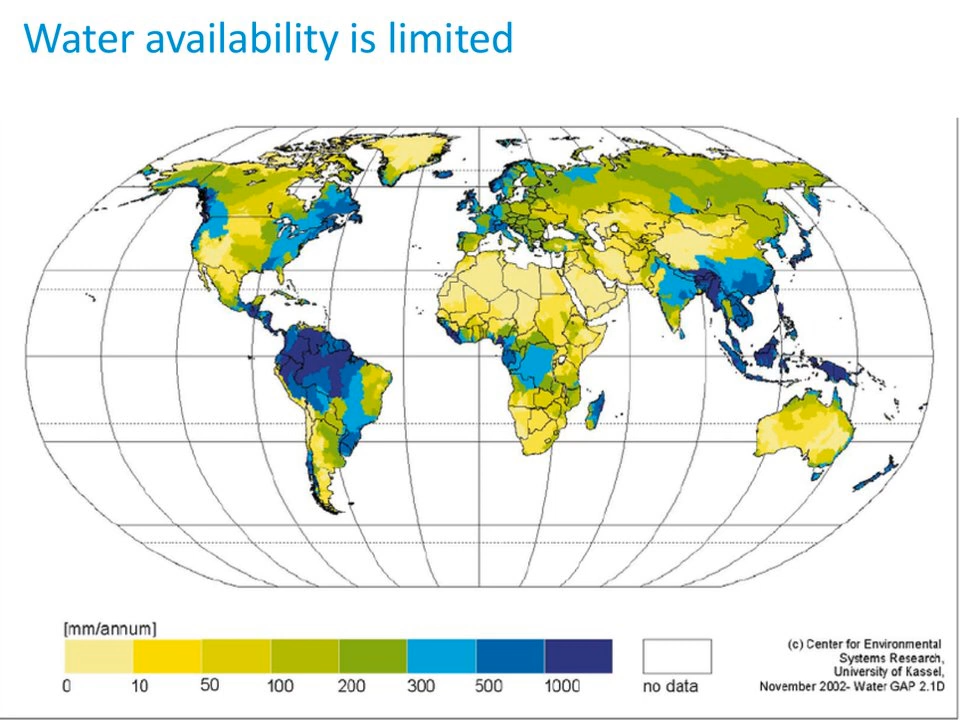 Water availability is limited
[mm/annum]
0 10 50 100 200 300 500 1000 no data
(c) Center for Environmental
Systems Research,
University of Kassel,
November 2002- Water GAP 2.1D